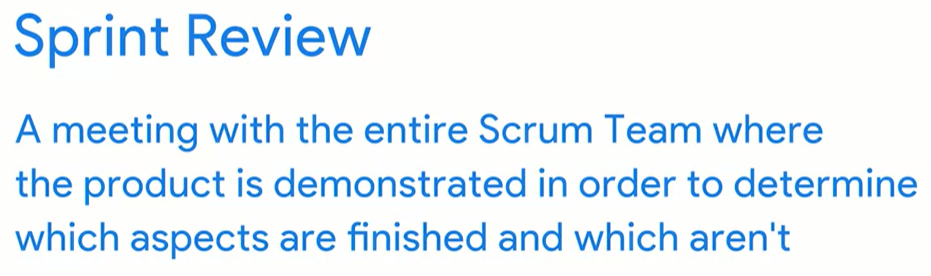 Sprint Review
A meeting with the entire Scrum Team where
the product is demonstrated in order to determine
which aspects are finished and which aren't